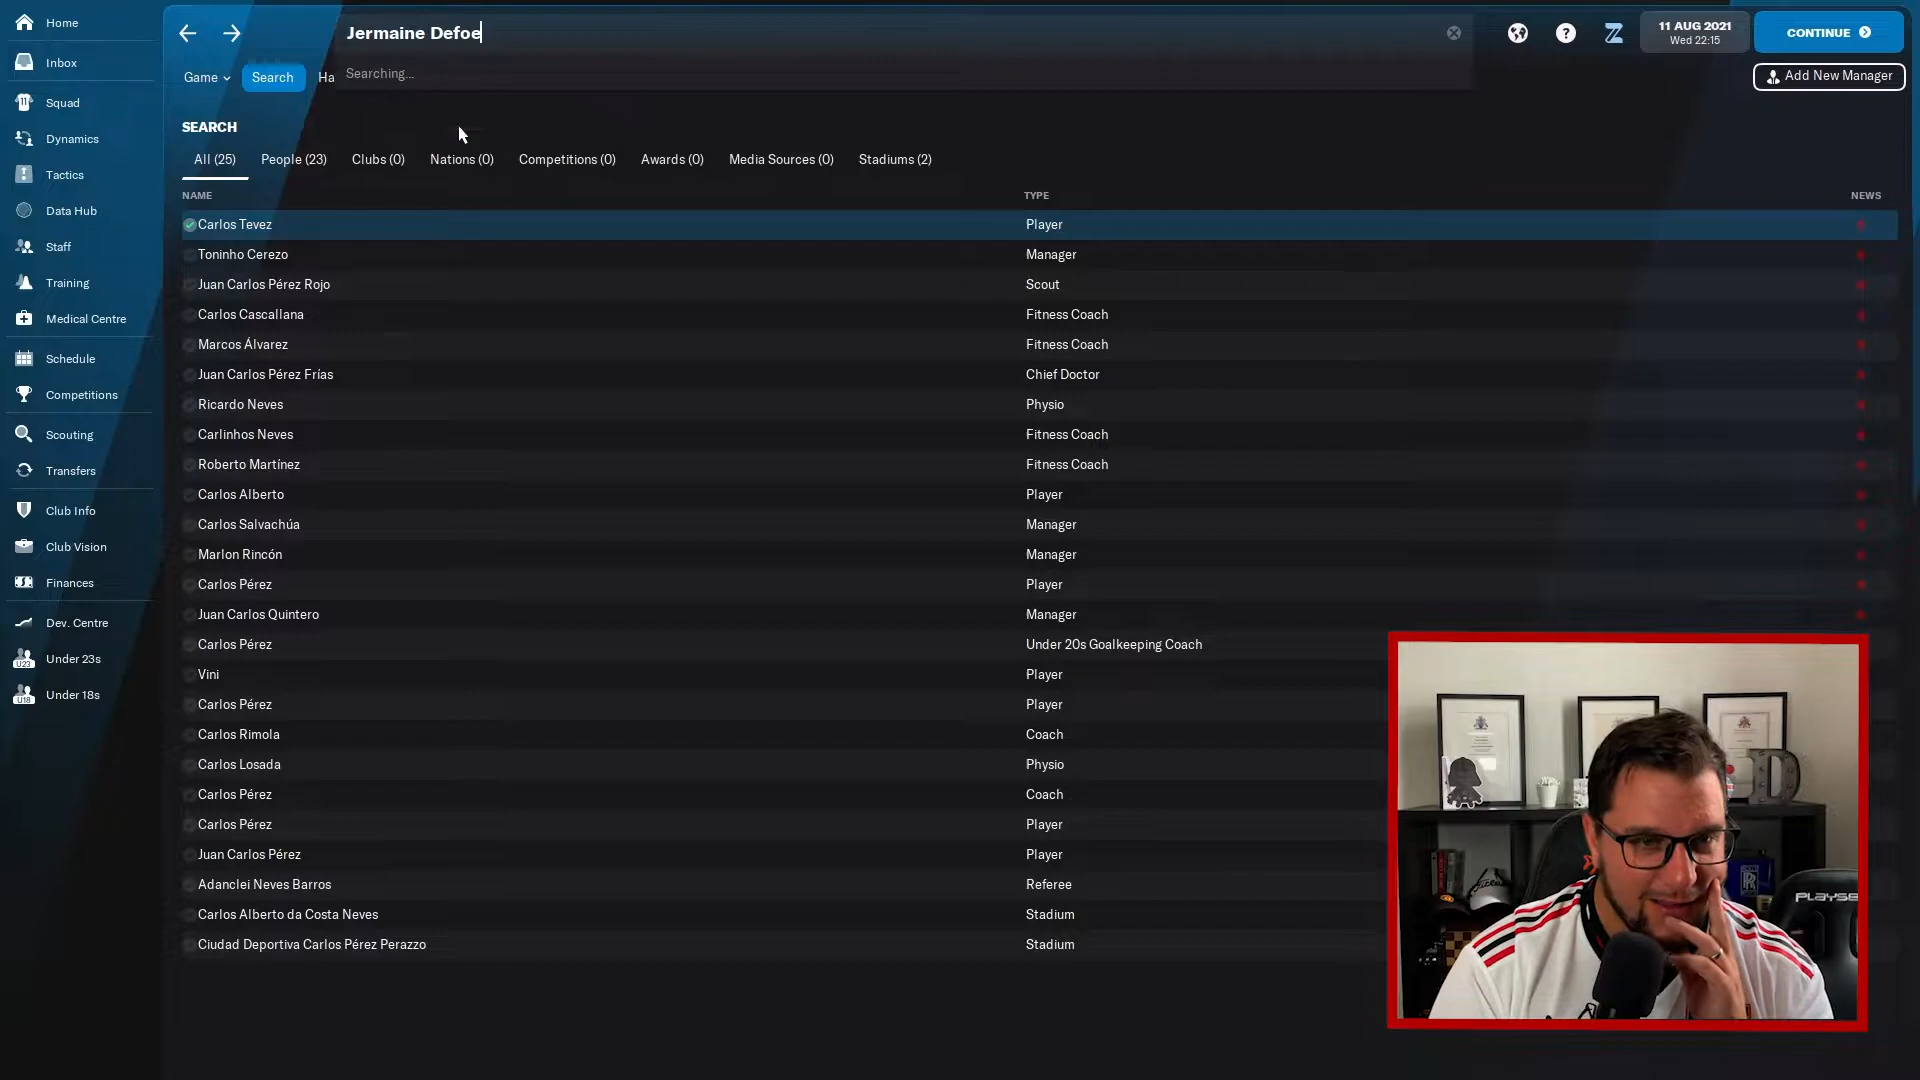 Home
Inbox
Squad
Dynamics
Tactics
Data Hub
Staff
Training
Medical Centre
Schedule
Competitions
Scouting
Transfers
Club Info
Club Vision
Finances
Dev. Centre
U23 Under 23s
U18 Under 18s
Jermaine Defoe
11 AUG 2021
Wed 22:15
CONTINUE
Game
Search
Ha
Searching...
Add New Manager
SEARCH
All (25) People (23) Clubs (0) Nations (0) Competitions (0) Awards (0) Media Sources (0) Stadiums (2)
NAME TYPE NEWS
Carlos Tevez Player
Toninho Cerezo Manager
Juan Carlos Pérez Rojo Scout
Carlos Cascallana Fitness Coach
Marcos Álvarez Fitness Coach
Juan Carlos Pérez Frías Chief Doctor
Ricardo Neves Physio
Carlinhos Neves Fitness Coach
Roberto Martínez Fitness Coach
Carlos Alberto Player
Carlos Salvachúa Manager
Marlon Rincón Manager
Carlos Pérez Player
Juan Carlos Quintero Manager
Carlos Pérez Under 20s Goalkeeping Coach
Vini Player
Carlos Pérez Player
Carlos Rimola Coach
Carlos Losada Physio
Carlos Pérez Coach
Carlos Pérez Player
Juan Carlos Pérez Player
Adanclei Neves Barros Referee
Carlos Alberto da Costa Neves Stadium
Ciudad Deportiva Carlos Pérez Perazzo Stadium
D
PLAYSE